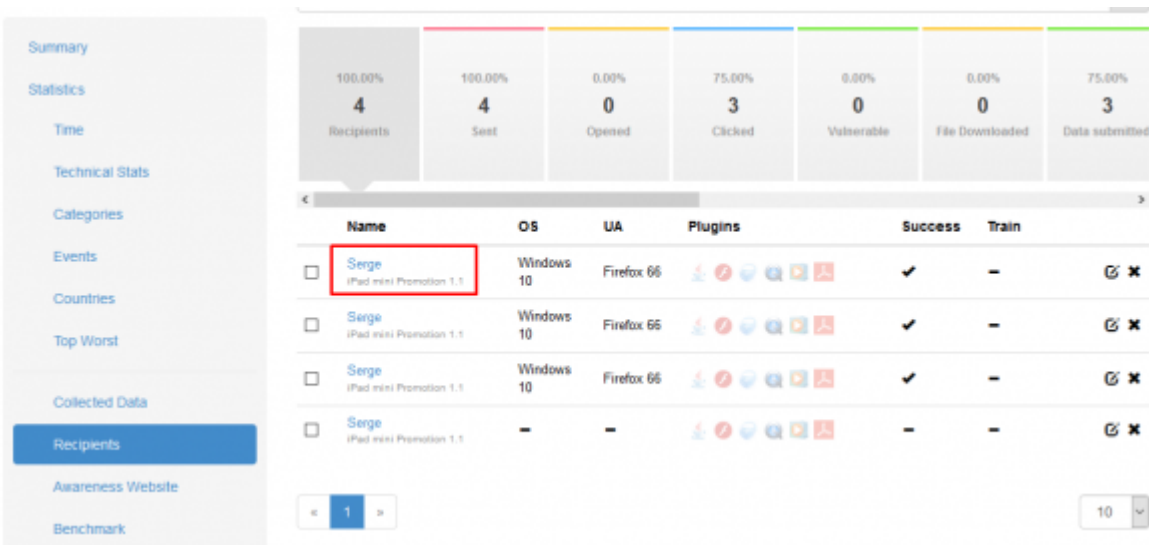 Summary
Statistics
Time
Technical Stats
Categories
Events
Countries
Top Worst
Collected Data
Recipients
Awareness Website
Benchmark
100.00% 100.00% 0.00% 75.00% 0.00% 0.00% 75.00%
4 4 0 3 0 0 3
Recipients Sent Opened Clicked Vulnerable File Downloaded Data submitted
Name OS UA Plugins Success Train
Serge Windows 10 Firefox 66
iPad mini Promotion 1.1
Serge Windows 10 Firefox 66
iPad mini Promotion 1.1
Serge Windows 10 Firefox 66
iPad mini Promotion 1.1
Serge – –
iPad mini Promotion 1.1
« 1 » 10